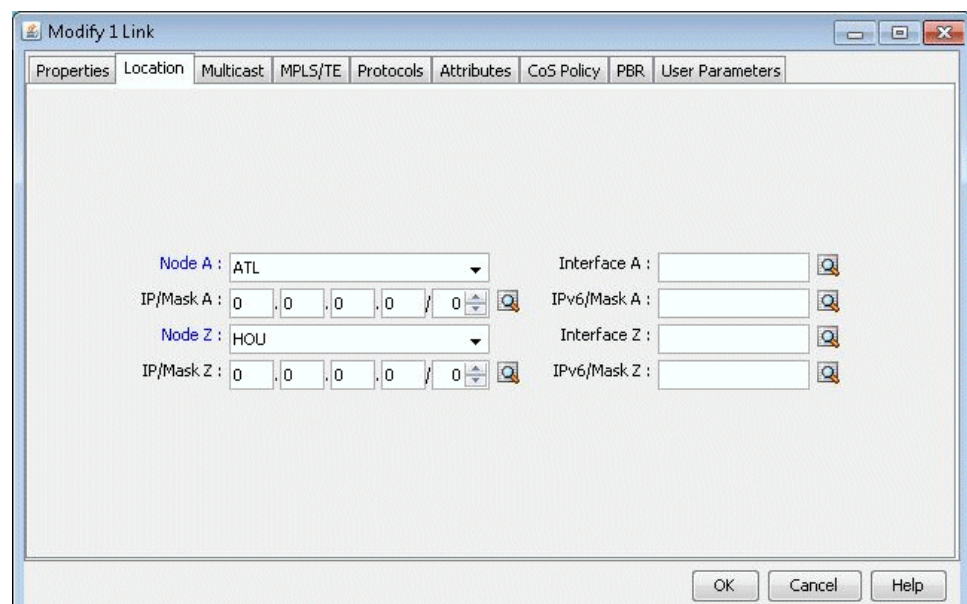 Modify 1 Link
Properties Location Multicast MPLS/TE Protocols Attributes CoS Policy PBR User Parameters
Node A : ATL Interface A :
IP/Mask A : 0 . 0 . 0 . 0 / 0 IPv6/Mask A :
Node Z : HOU Interface Z :
IP/Mask Z : 0 . 0 . 0 . 0 / 0 IPv6/Mask Z :
OK Cancel Help